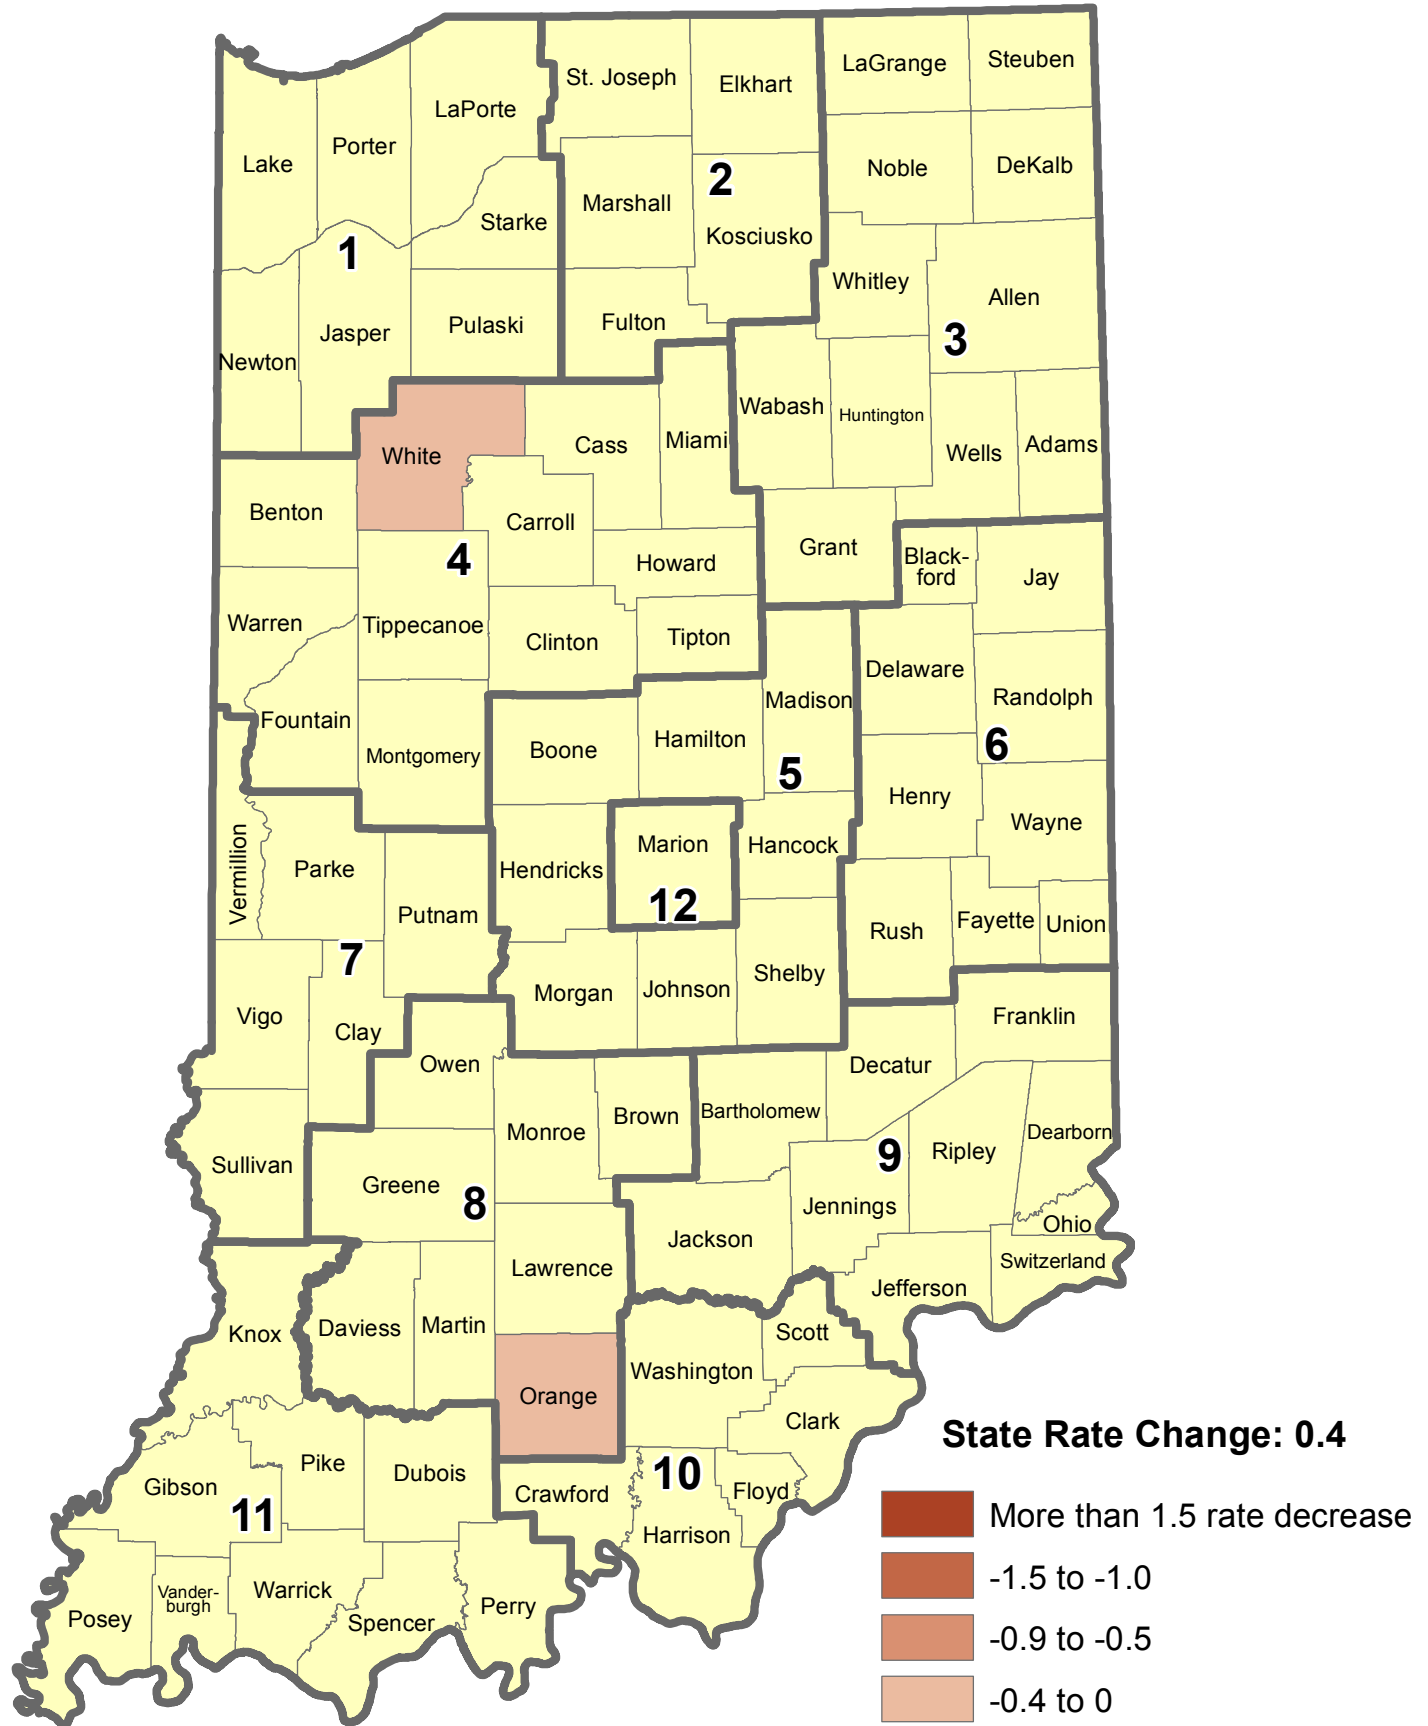 St. Joseph
Elkhart
LaGrange
Steuben
LaPorte
Lake
Porter
Noble
DeKalb
2
Marshall
Starke
Kosciusko
1
Whitley
Allen
Newton
Jasper
Pulaski
Fulton
3
White
Cass
Miami
Wabash
Huntington
Wells
Adams
Benton
Carroll
Grant
4
Howard
Black-
ford
Jay
Warren
Tippecanoe
Clinton
Tipton
Delaware
Fountain
Madison
Randolph
Montgomery
Boone
Hamilton
5
6
Henry
Wayne
Vermillion
Parke
Hendricks
Marion
Hancock
12
Putnam
Rush
Fayette
Union
7
Vigo
Clay
Morgan
Johnson
Shelby
Franklin
Owen
Decatur
Monroe
Brown
Bartholomew
Dearborn
Sullivan
Greene
8
9
Ripley
Jennings
Ohio
Jackson
Switzerland
Lawrence
Jefferson
Knox
Daviess
Martin
Scott
Orange
Washington
Clark
State Rate Change: 0.4
Gibson
Pike
Dubois
Crawford
10
Floyd
Harrison
11
More than 1.5 rate decrease
-1.5 to -1.0
Posey
Vander-
burgh
Warrick
Spencer
Perry
-0.9 to -0.5
-0.4 to 0